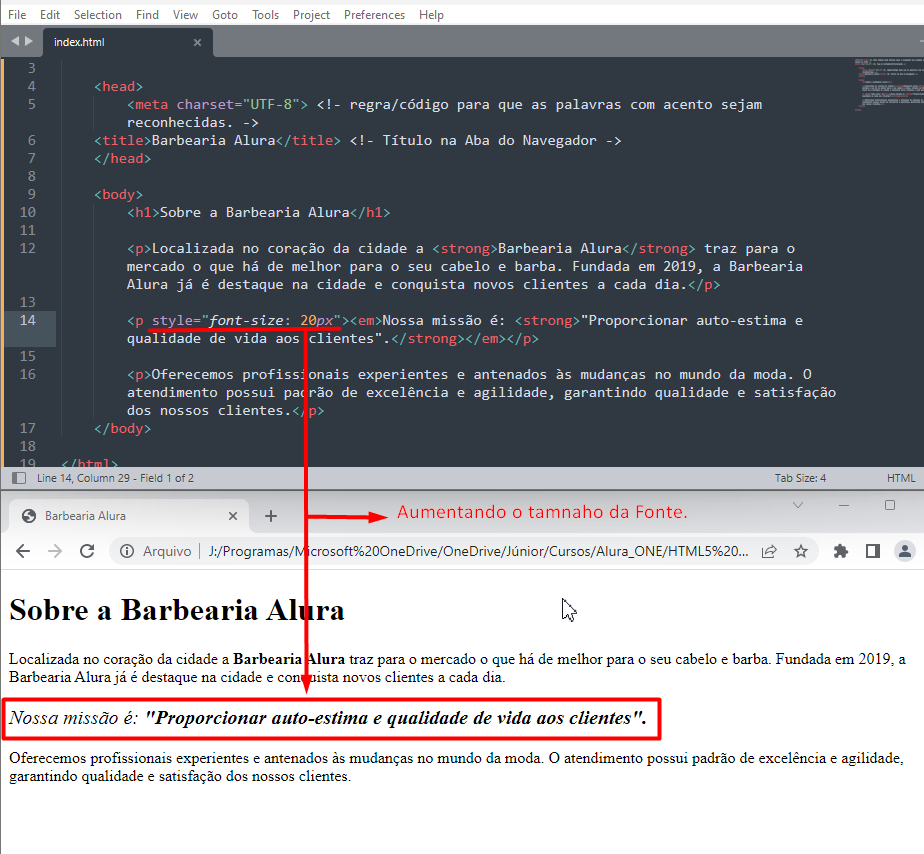 File Edit Selection Find View Goto Tools Project Preferences Help
index.html
3
4 <head>
5 <meta charset="UTF-8"> <!- regra/código para que as palavras com acento sejam
reconhecidas. ->
6 <title>Barbearia Alura</title> <!- Título na Aba do Navegador ->
7 </head>
8
9 <body>
10 <h1>Sobre a Barbearia Alura</h1>
11
12 <p>Localizada no coração da cidade a <strong>Barbearia Alura</strong> traz para o
mercado o que há de melhor para o seu cabelo e barba. Fundada em 2019, a Barbearia
Alura já é destaque na cidade e conquista novos clientes a cada dia.</p>
13
14 <p style="font-size: 20px"><em>Nossa missão é: <strong>"Proporcionar auto-estima e
qualidade de vida aos clientes".</strong></em></p>
15
16 <p>Oferecemos profissionais experientes e antenados às mudanças no mundo da moda. O
atendimento possui padrão de excelência e agilidade, garantindo qualidade e satisfação
dos nossos clientes.</p>
17 </body>
18
19 </html>
Line 14, Column 29 - Field 1 of 2 Tab Size: 4 HTML
Barbearia Alura
Aumentando o tamnaho da Fonte.
Arquivo J:/Programas/Microsoft%20OneDrive/OneDrive/Júnior/Cursos/Alura_ONE/HTML5%20...
Sobre a Barbearia Alura
Localizada no coração da cidade a Barbearia Alura traz para o mercado o que há de melhor para o seu cabelo e barba. Fundada em 2019, a
Barbearia Alura já é destaque na cidade e conquista novos clientes a cada dia.
Nossa missão é: "Proporcionar auto-estima e qualidade de vida aos clientes".
Oferecemos profissionais experientes e antenados às mudanças no mundo da moda. O atendimento possui padrão de excelência e agilidade,
garantindo qualidade e satisfação dos nossos clientes.